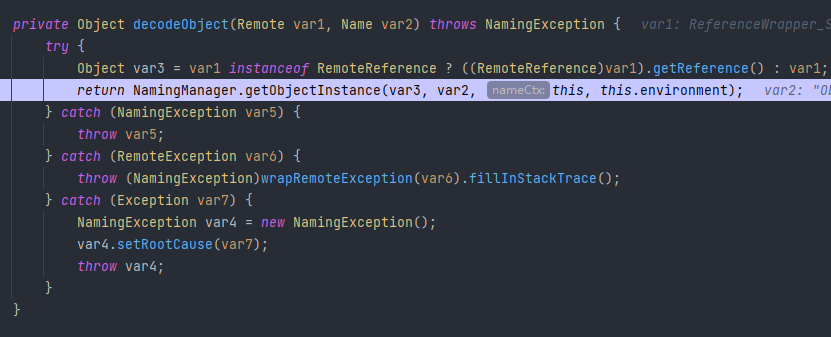 private Object decodeObject(Remote var1, Name var2) throws NamingException {   var1: ReferenceWrapper_S
    try {
        Object var3 = var1 instanceof RemoteReference ? ((RemoteReference)var1).getReference() : var1;
        return NamingManager.getObjectInstance(var3, var2, nameCtx: this, this.environment);   var2: "Ob
    } catch (NamingException var5) {
        throw var5;
    } catch (RemoteException var6) {
        throw (NamingException)wrapRemoteException(var6).fillInStackTrace();
    } catch (Exception var7) {
        NamingException var4 = new NamingException();
        var4.setRootCause(var7);
        throw var4;
    }
}